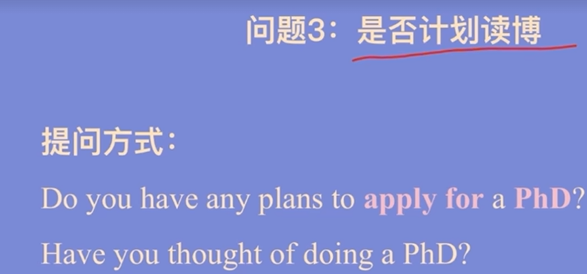 问题3：是否计划读博
提问方式：
Do you have any plans to apply for a PhD?
Have you thought of doing a PhD?